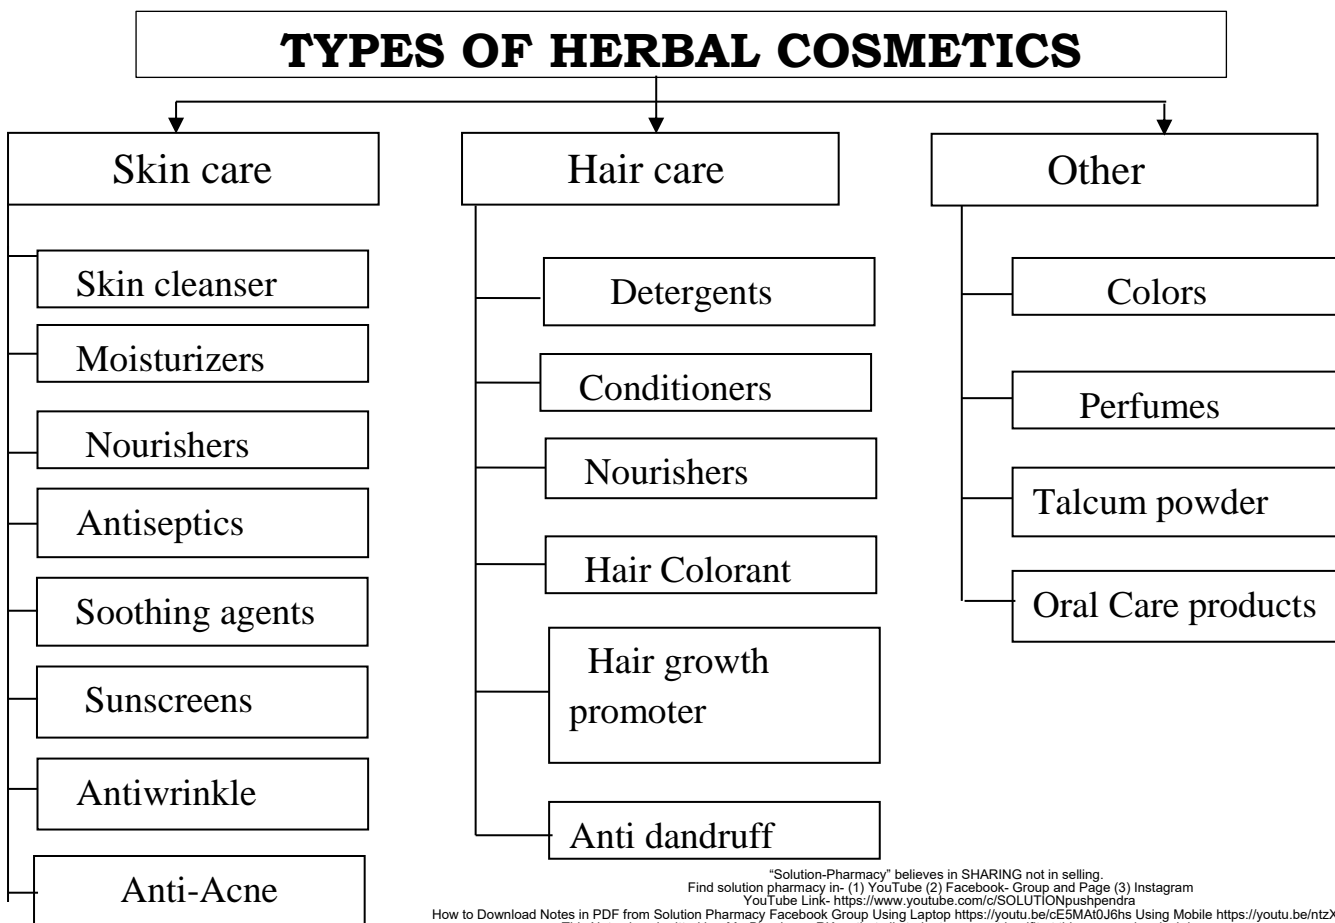 TYPES OF HERBAL COSMETICS
Skin care
Skin cleanser
Moisturizers
Nourishers
Antiseptics
Soothing agents
Sunscreens
Antiwrinkle
Anti-Acne
Hair care
Detergents
Conditioners
Nourishers
Hair Colorant
Hair growth
promoter
Anti dandruff
Other
Colors
Perfumes
Talcum powder
Oral Care products
“Solution-Pharmacy” believes in SHARING not in selling.
Find solution pharmacy in- (1) YouTube (2) Facebook- Group and Page (3) Instagram
YouTube Link- https://www.youtube.com/c/SOLUTIONpushpendra
How to Download Notes in PDF from Solution Pharmacy Facebook Group Using Laptop https://youtu.be/cE5MAt0J6hs Using Mobile